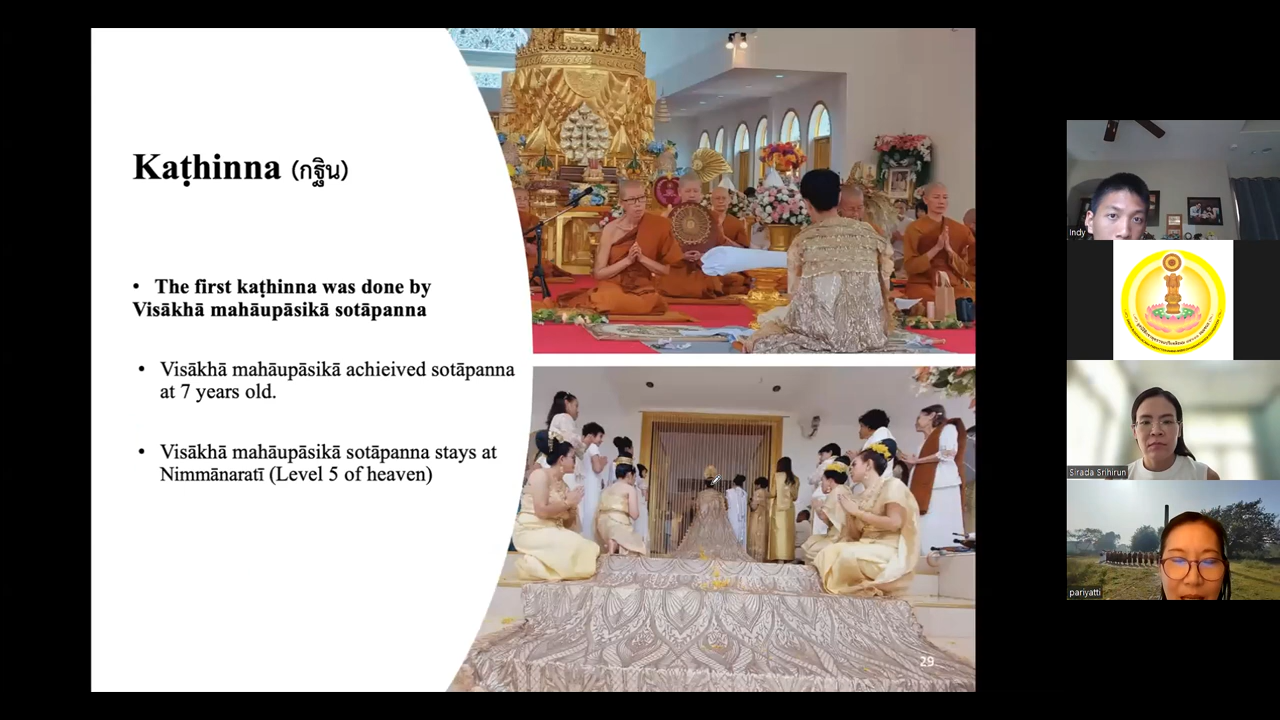 Kaṭhinna (กฐิน)
• The first kaṭhinna was done by
Visākhā mahāupāsikā sotāpanna
• Visākhā mahāupāsikā achieived sotāpanna
at 7 years old.
• Visākhā mahāupāsikā sotāpanna stays at
Nimmānaratī (Level 5 of heaven)
29
Indy
Sirada Srihirun
pariyatti